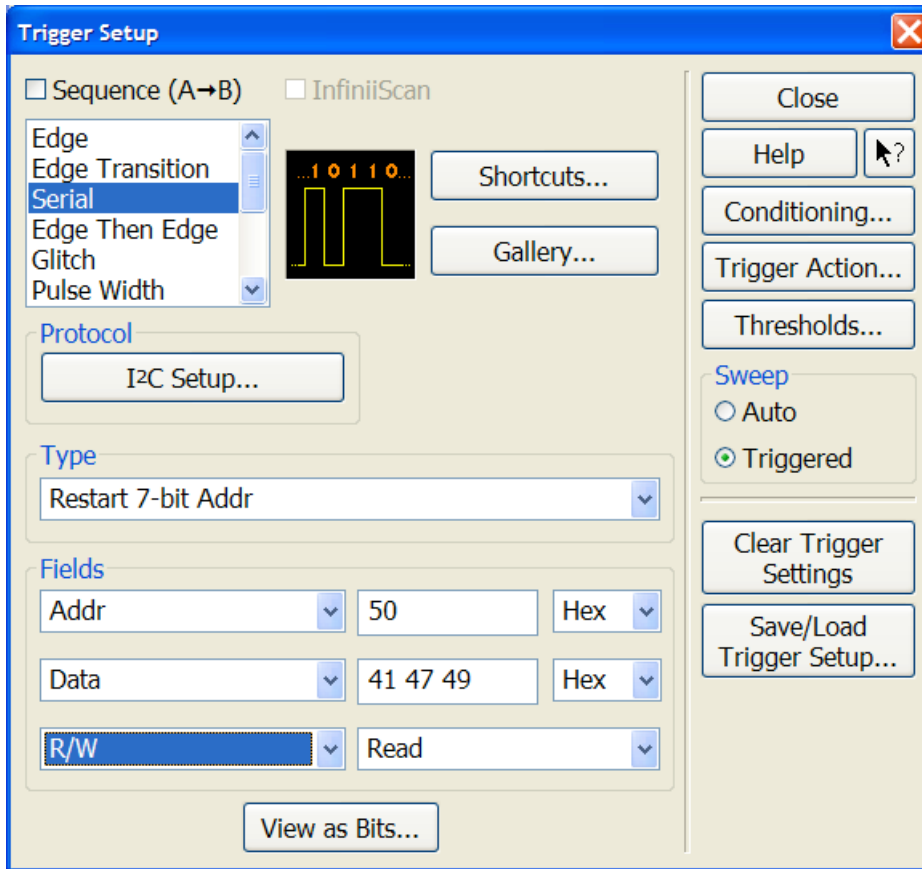 Trigger Setup
Sequence (A→B)
InfiniiScan
Edge
Edge Transition
Serial
Edge Then Edge
Glitch
Pulse Width
...1 0 1 1 0...
Shortcuts...
Gallery...
Protocol
I²C Setup...
Type
Restart 7-bit Addr
Fields
Addr
50
Hex
Data
41 47 49
Hex
R/W
Read
View as Bits...
Close
Help
?
Conditioning...
Trigger Action...
Thresholds...
Sweep
Auto
Triggered
Clear Trigger
Settings
Save/Load
Trigger Setup...